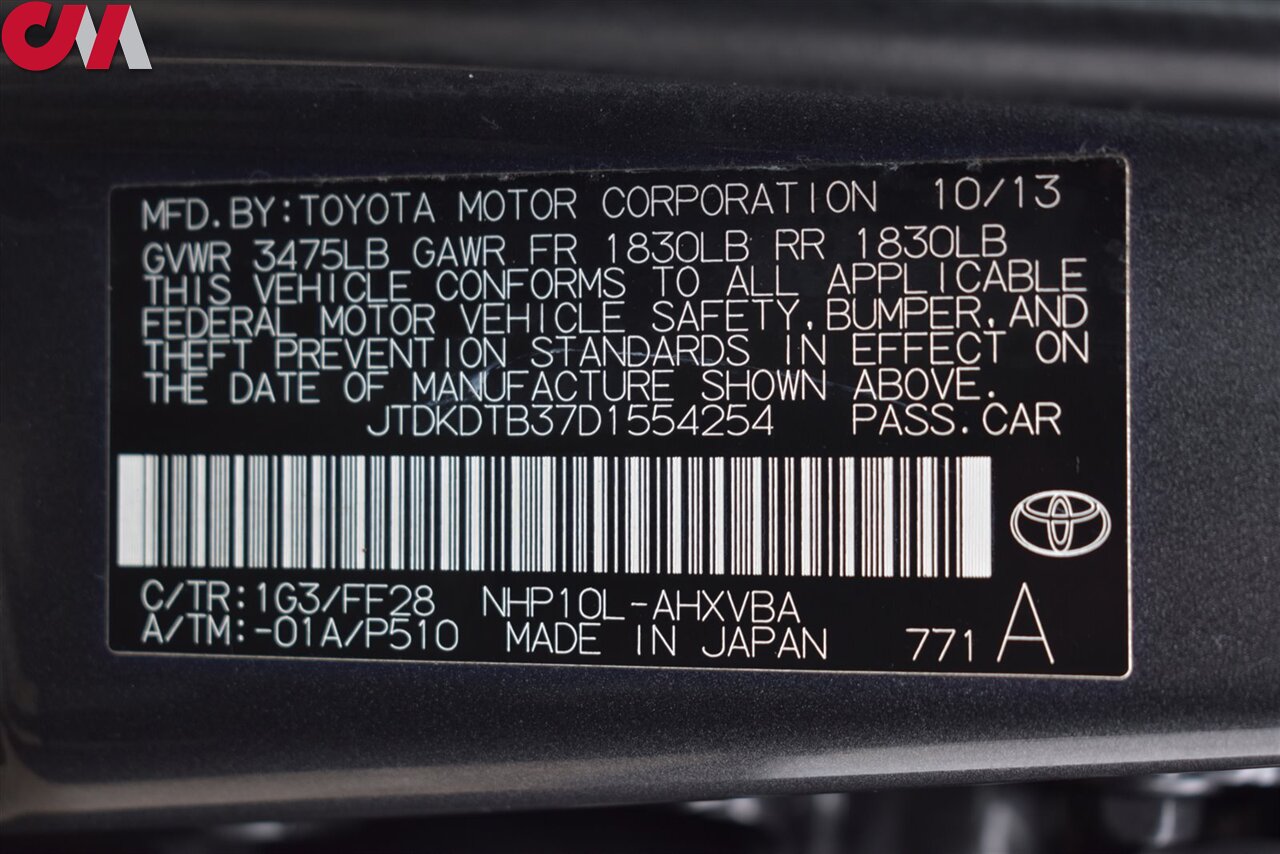 CM
MFD.BY:TOYOTA MOTOR CORPORATION 10/13
GVWR 3475LB GAWR FR 1830LB RR 1830LB
THIS VEHICLE CONFORMS TO ALL APPLICABLE
FEDERAL MOTOR VEHICLE SAFETY,BUMPER,AND
THEFT PREVENTION STANDARDS IN EFFECT ON
THE DATE OF MANUFACTURE SHOWN ABOVE.
JTDKDTB37D1554254 PASS.CAR
C/TR:1G3/FF28 NHP10L-AHXVBA
A/TM:-01A/P510 MADE IN JAPAN 771 A